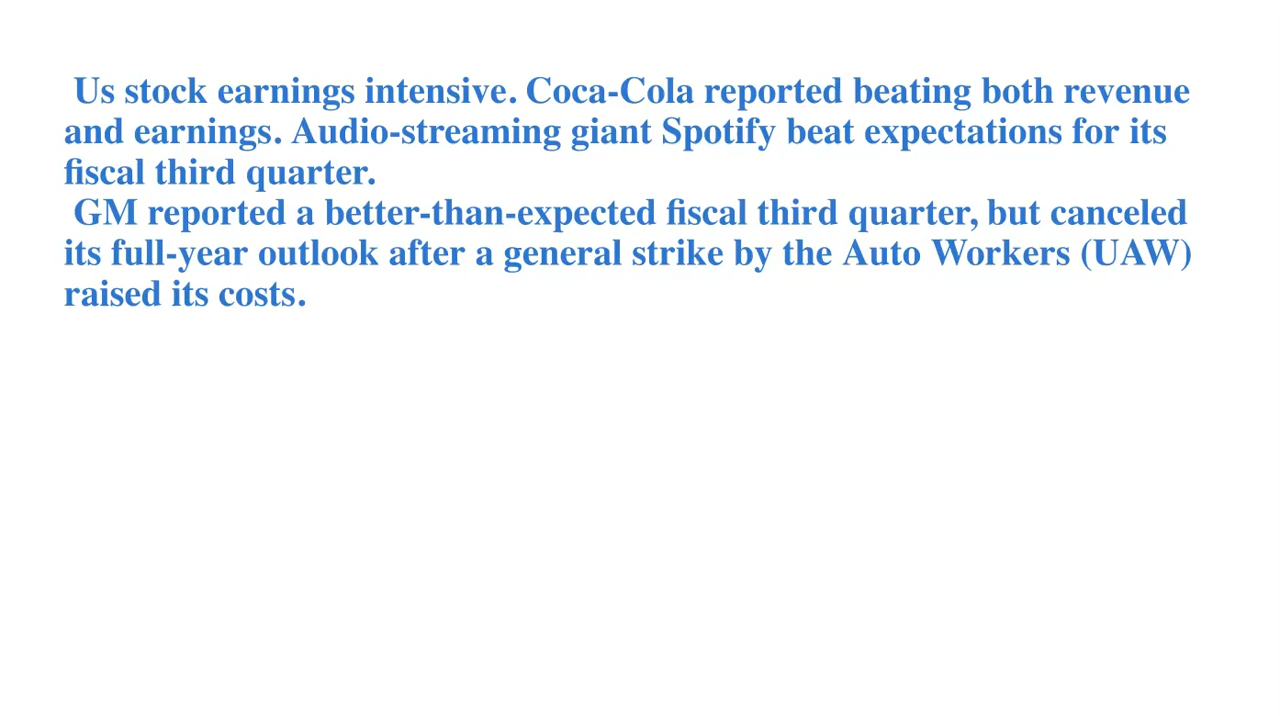 Us stock earnings intensive. Coca-Cola reported beating both revenue
and earnings. Audio-streaming giant Spotify beat expectations for its
fiscal third quarter.
GM reported a better-than-expected fiscal third quarter, but canceled
its full-year outlook after a general strike by the Auto Workers (UAW)
raised its costs.